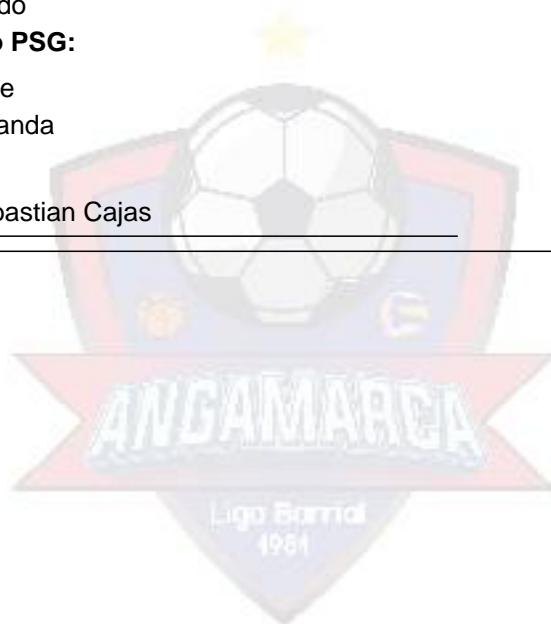 do
o PSG:
e
anda
bastian Cajas
ANGAMARCA
Liga Barrial
1981